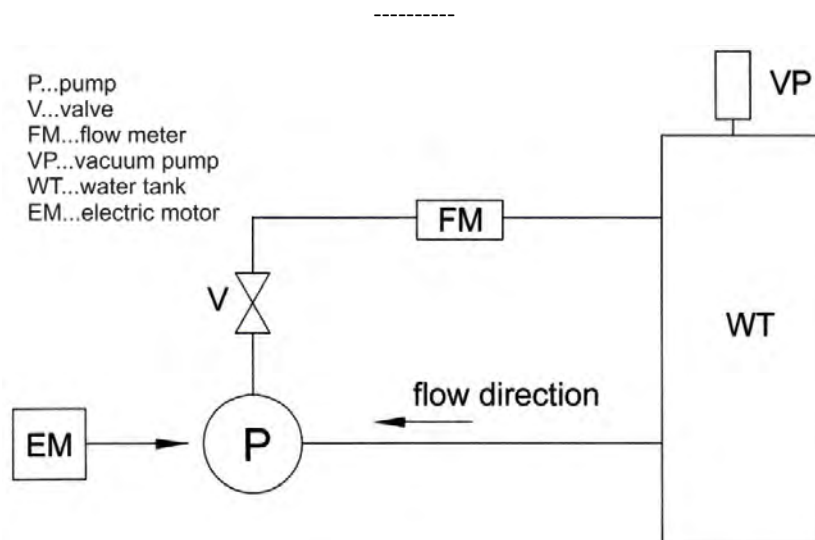 P...pump
V...valve
FM...flow meter
VP...vacuum pump
WT...water tank
EM...electric motor
VP
FM
V
WT
flow direction
EM
P